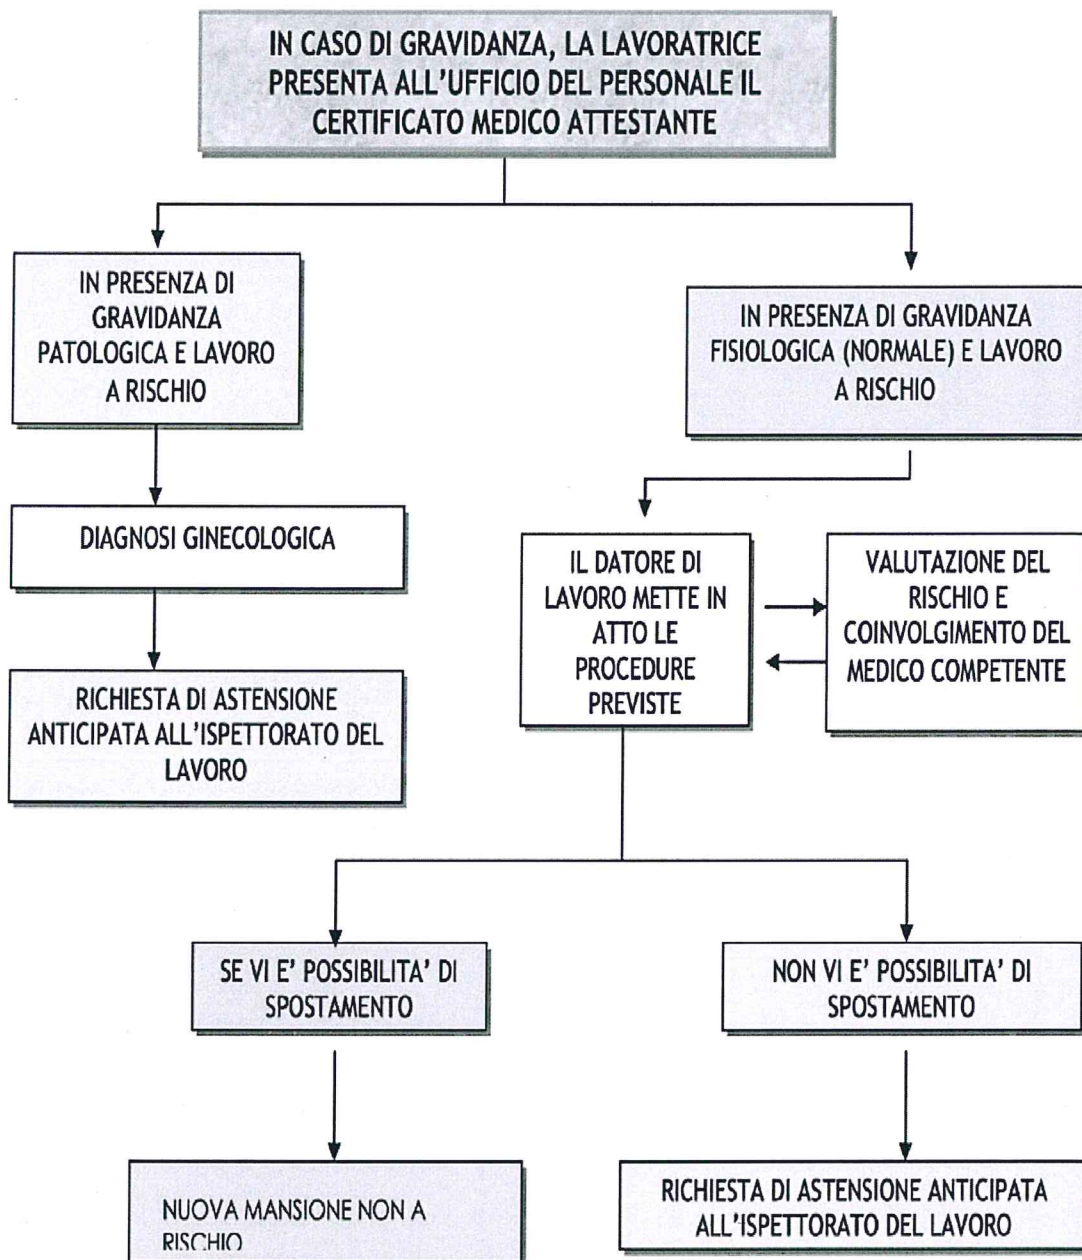 IN CASO DI GRAVIDANZA, LA LAVORATRICE
PRESENTA ALL'UFFICIO DEL PERSONALE IL
CERTIFICATO MEDICO ATTESTANTE
IN PRESENZA DI
GRAVIDANZA
PATOLOGICA E LAVORO
A RISCHIO
IN PRESENZA DI GRAVIDANZA
FISIOLOGICA (NORMALE) E LAVORO
A RISCHIO
DIAGNOSI GINECOLOGICA
IL DATORE DI
LAVORO METTE IN
ATTO LE
PROCEDURE
PREVISTE
VALUTAZIONE DEL
RISCHIO E
COINVOLGIMENTO DEL
MEDICO COMPETENTE
RICHIESTA DI ASTENSIONE
ANTICIPATA ALL'ISPETTORATO DEL
LAVORO
SE VI E' POSSIBILITA' DI
SPOSTAMENTO
NON VI E' POSSIBILITA' DI
SPOSTAMENTO
NUOVA MANSIONE NON A
RISCHIO
RICHIESTA DI ASTENSIONE ANTICIPATA
ALL'ISPETTORATO DEL LAVORO